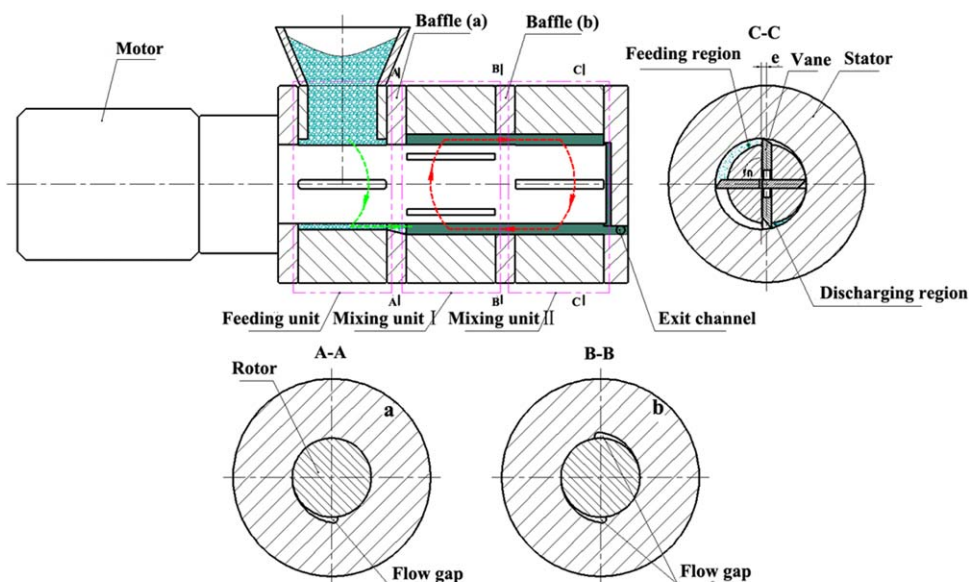 Motor
Baffle (a)
Baffle (b)
C-C
Feeding region
e
Vane
Stator
B
C
n
A
B
C
Feeding unit
Mixing unit Ⅰ
Mixing unit Ⅱ
Exit channel
Discharging region
A-A
B-B
Rotor
a
b
Flow gap
Flow gap